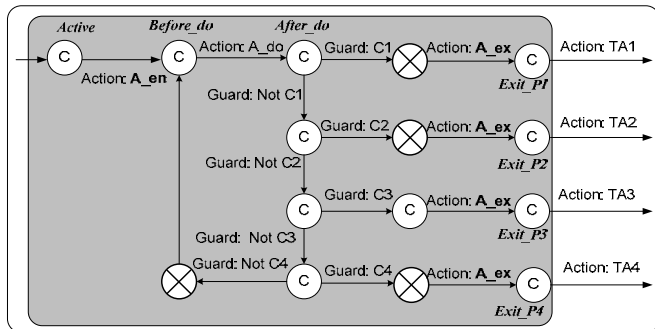 Active
Before_do
After_do
C
Action: A_en
C
Action: A_do
C
Guard: C1
Action: A_ex
C
Exit_P1
Action: TA1
Guard: Not C1
C
Guard: C2
Action: A_ex
C
Exit_P2
Action: TA2
Guard: Not C2
C
Guard: C3
C
Action: A_ex
C
Exit_P3
Action: TA3
Guard: Not C3
Guard: Not C4
C
Guard: C4
Action: A_ex
C
Exit_P4
Action: TA4